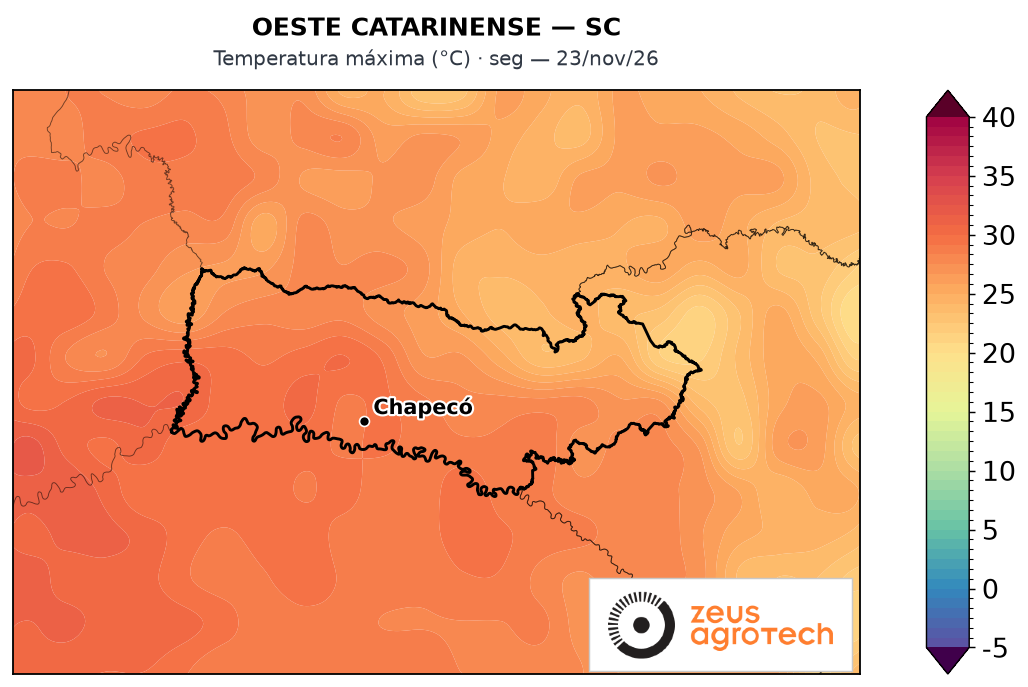 OESTE CATARINENSE — SC
Temperatura máxima (°C) · seg — 23/nov/26
Chapecó
40
35
30
25
20
15
10
5
0
-5
zeus
agrotech